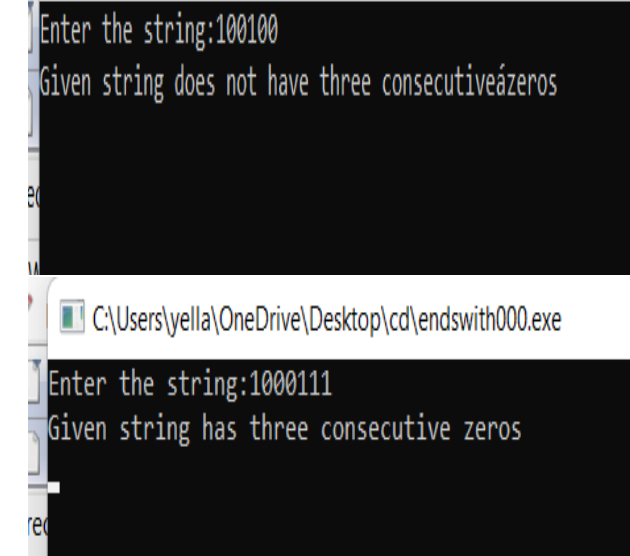 Enter the string:100100
Given string does not have three consecutiveázeros
C:\Users\yella\OneDrive\Desktop\cd\endswith000.exe
Enter the string:1000111
Given string has three consecutive zeros